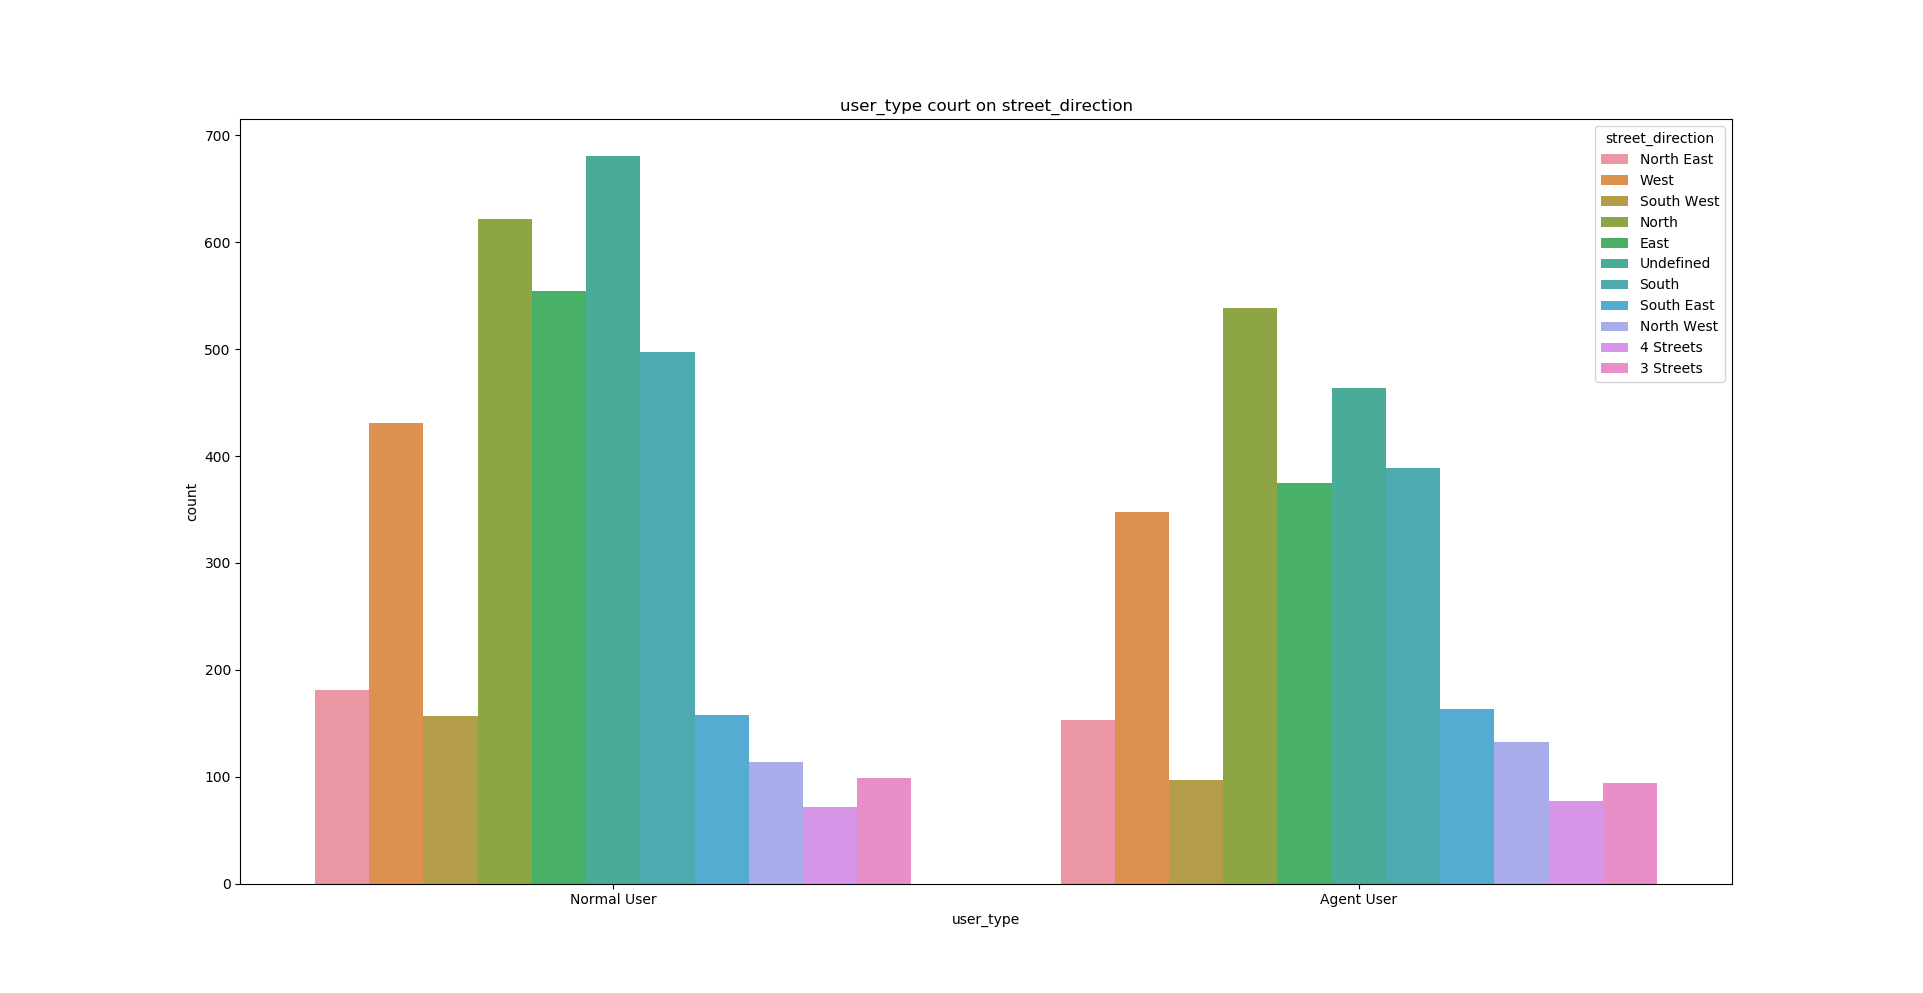 user_type court on street_direction
700
600
500
400
300
200
100
0
count
Normal User
Agent User
user_type
street_direction
North East
West
South West
North
East
Undefined
South
South East
North West
4 Streets
3 Streets